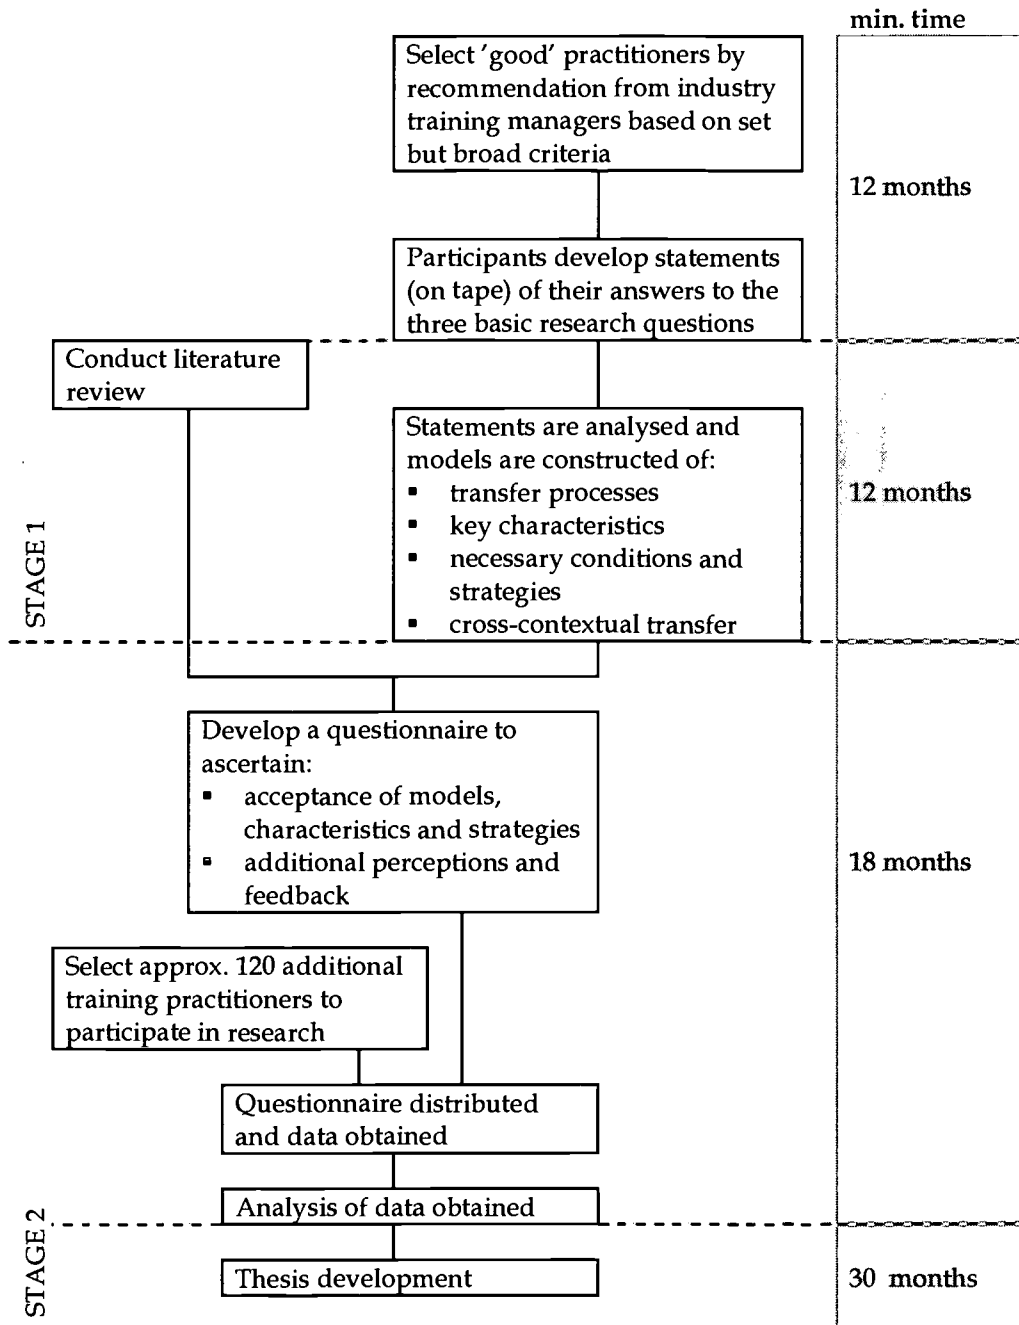 min. time
Select 'good' practitioners by
recommendation from industry
training managers based on set
but broad criteria
12 months
Participants develop statements
(on tape) of their answers to the
three basic research questions
Conduct literature
review
Statements are analysed and
models are constructed of:
▪ transfer processes
▪ key characteristics
▪ necessary conditions and
strategies
▪ cross-contextual transfer
12 months
STAGE 1
Develop a questionnaire to
ascertain:
▪ acceptance of models,
characteristics and strategies
▪ additional perceptions and
feedback
18 months
Select approx. 120 additional
training practitioners to
participate in research
Questionnaire distributed
and data obtained
Analysis of data obtained
STAGE 2
Thesis development
30 months